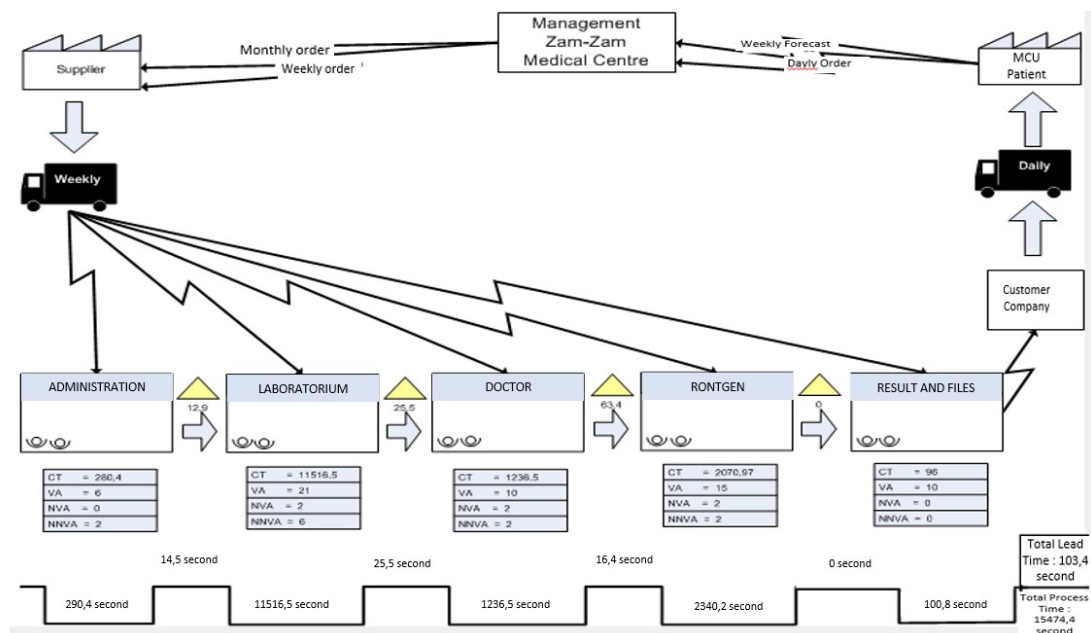 Management
Zam-Zam
Medical Centre
Monthly order
Weekly order
Weekly Forecast
Dayly Order
Supplier
MCU
Patient
Weekly
Daily
Customer
Company
ADMINISTRATION
12,9
LABORATORIUM
25,5
DOCTOR
63,4
RONTGEN
0
RESULT AND FILES
CT = 280,4
VA = 6
NVA = 0
NNVA = 2
CT = 11516,5
VA = 21
NVA = 2
NNVA = 6
CT = 1236,5
VA = 10
NVA = 2
NNVA = 2
CT = 2070,97
VA = 15
NVA = 2
NNVA = 2
CT = 96
VA = 10
NVA = 0
NNVA = 0
14,5 second
25,5 second
16,4 second
0 second
Total Lead
Time : 103,4
second
290,4 second
11516,5 second
1236,5 second
2340,2 second
100,8 second
Total Process
Time :
15474,4
second